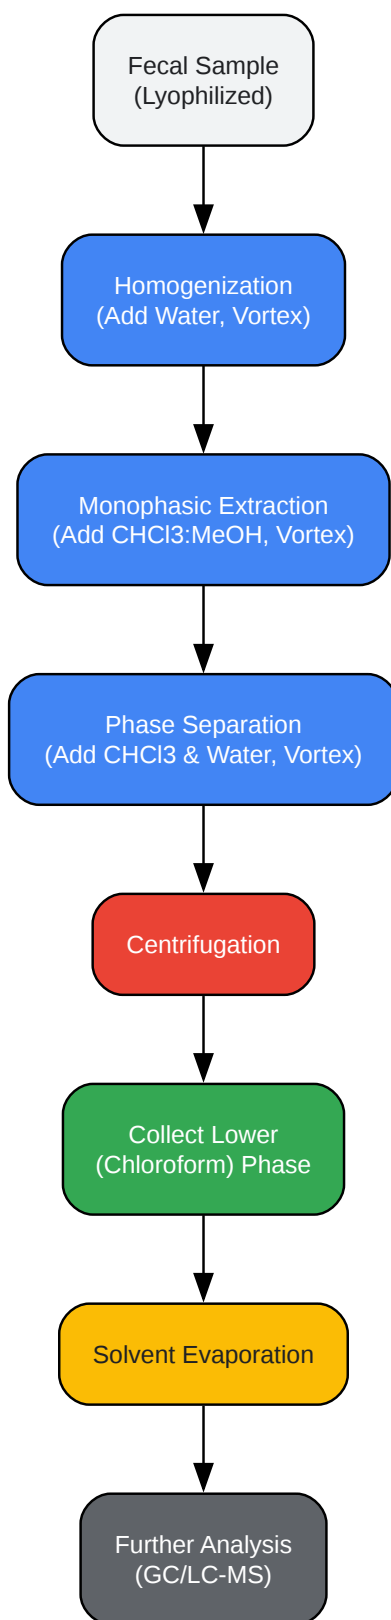 Fecal Sample
(Lyophilized)
Homogenization
(Add Water, Vortex)
Monophasic Extraction
(Add CHCl3:MeOH, Vortex)
Phase Separation
(Add CHCl3 & Water, Vortex)
Centrifugation
Collect Lower
(Chloroform) Phase
Solvent Evaporation
Further Analysis
(GC/LC-MS)